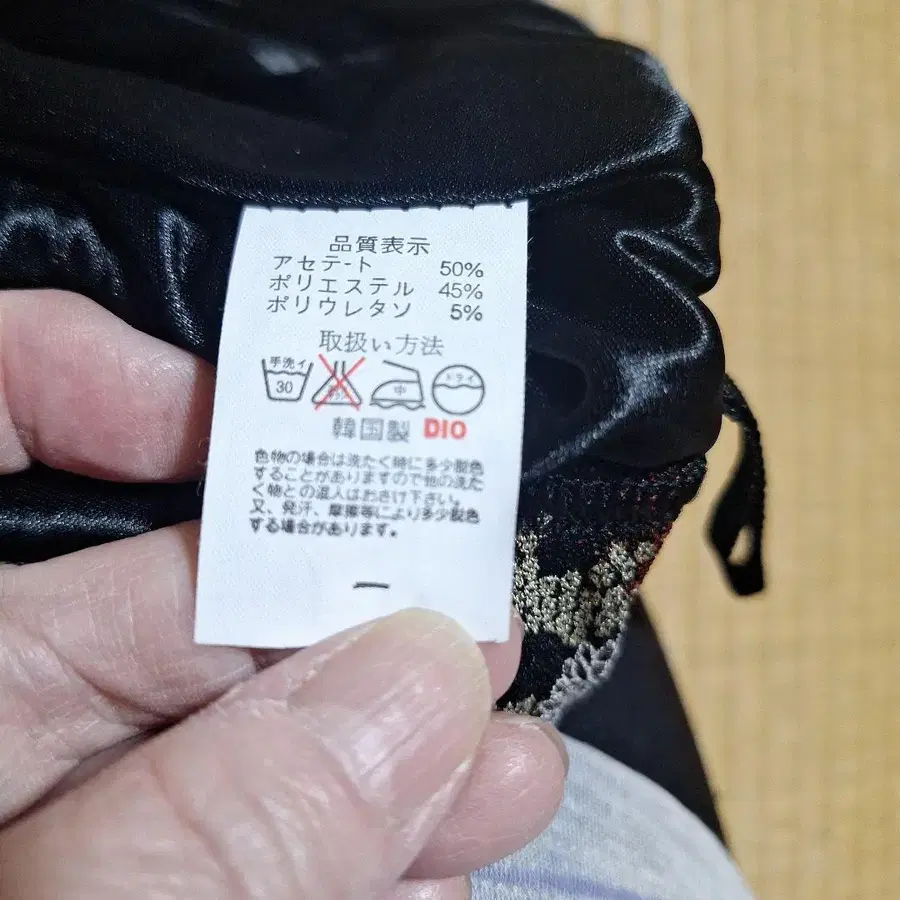 品質表示
アセテート 50%
ポリエステル 45%
ポリウレタソ 5%
取扱い方法
手洗イ
30
中
ドライ
韓国製 DIO
色物の場合は洗たく時に多少脱色
することがありますので他の洗た
く物との混人はおさけ下さい。
又、発汗、摩擦等により多少脱色
する場合があります。